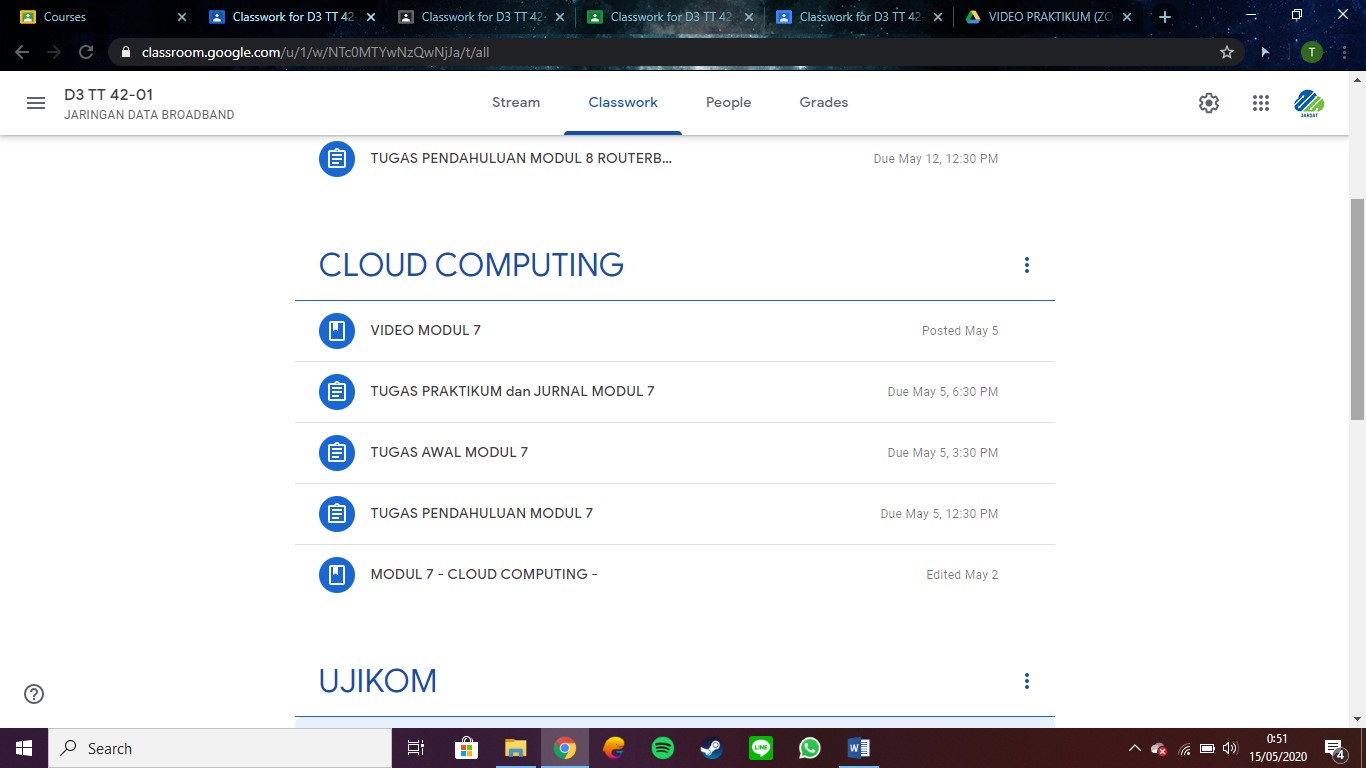 Courses
Classwork for D3 TT 42
Classwork for D3 TT 42
Classwork for D3 TT 42
Classwork for D3 TT 42
VIDEO PRAKTIKUM (ZO
classroom.google.com/u/1/w/NTc0MTYwNzQwNjJa/t/all
T
D3 TT 42-01
JARINGAN DATA BROADBAND
Stream
Classwork
People
Grades
TUGAS PENDAHULUAN MODUL 8 ROUTERB...
Due May 12, 12:30 PM
CLOUD COMPUTING
VIDEO MODUL 7
Posted May 5
TUGAS PRAKTIKUM dan JURNAL MODUL 7
Due May 5, 6:30 PM
TUGAS AWAL MODUL 7
Due May 5, 3:30 PM
TUGAS PENDAHULUAN MODUL 7
Due May 5, 12:30 PM
MODUL 7 - CLOUD COMPUTING -
Edited May 2
UJIKOM
Search
LINE
0:51
15/05/2020
4